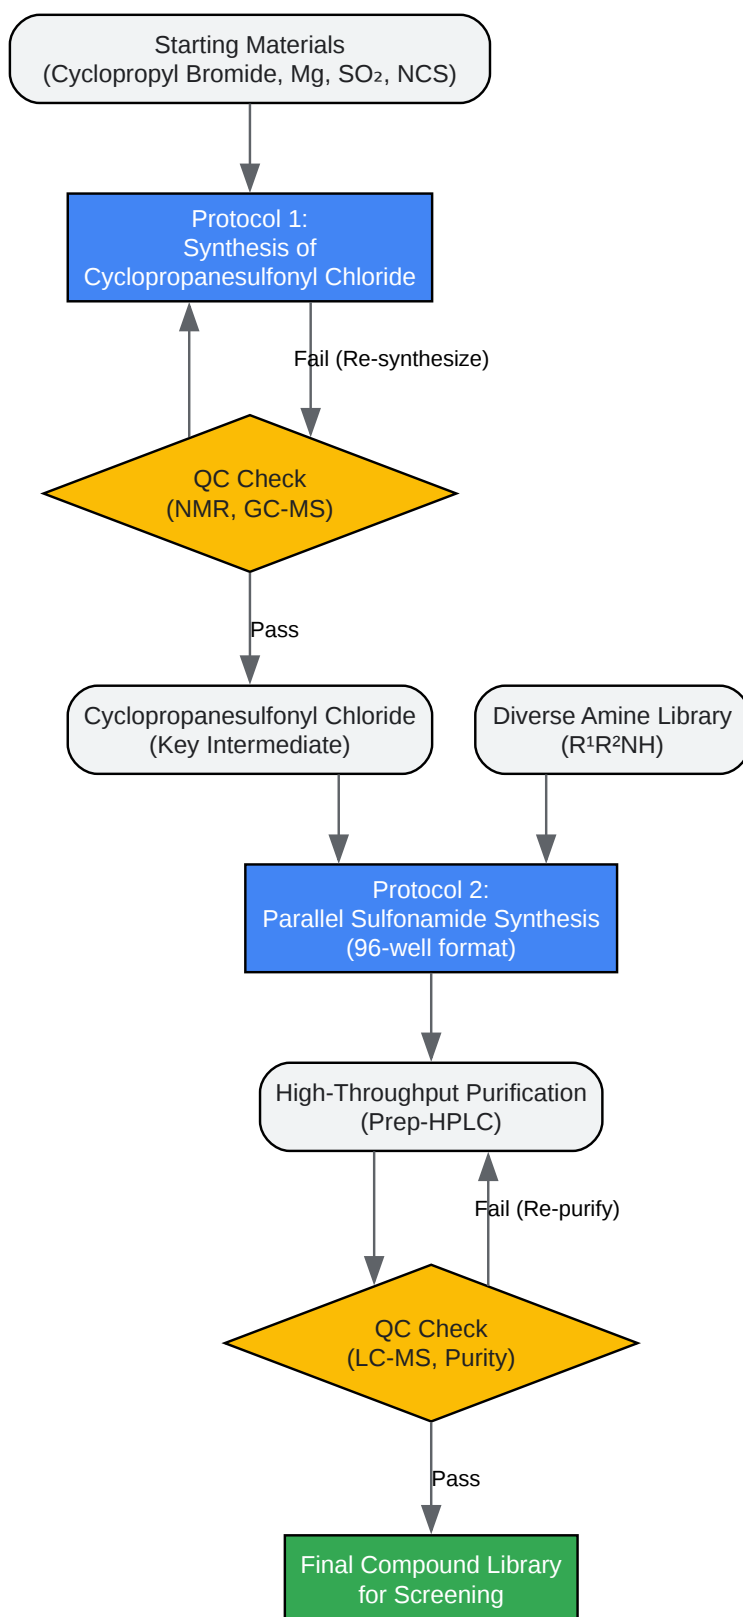 Starting Materials
(Cyclopropyl Bromide, Mg, SO₂, NCS)
Protocol 1:
Synthesis of
Cyclopropanesulfonyl Chloride
Fail (Re-synthesize)
QC Check
(NMR, GC-MS)
Pass
Cyclopropanesulfonyl Chloride
(Key Intermediate)
Diverse Amine Library
(R¹R²NH)
Protocol 2:
Parallel Sulfonamide Synthesis
(96-well format)
High-Throughput Purification
(Prep-HPLC)
Fail (Re-purify)
QC Check
(LC-MS, Purity)
Pass
Final Compound Library
for Screening